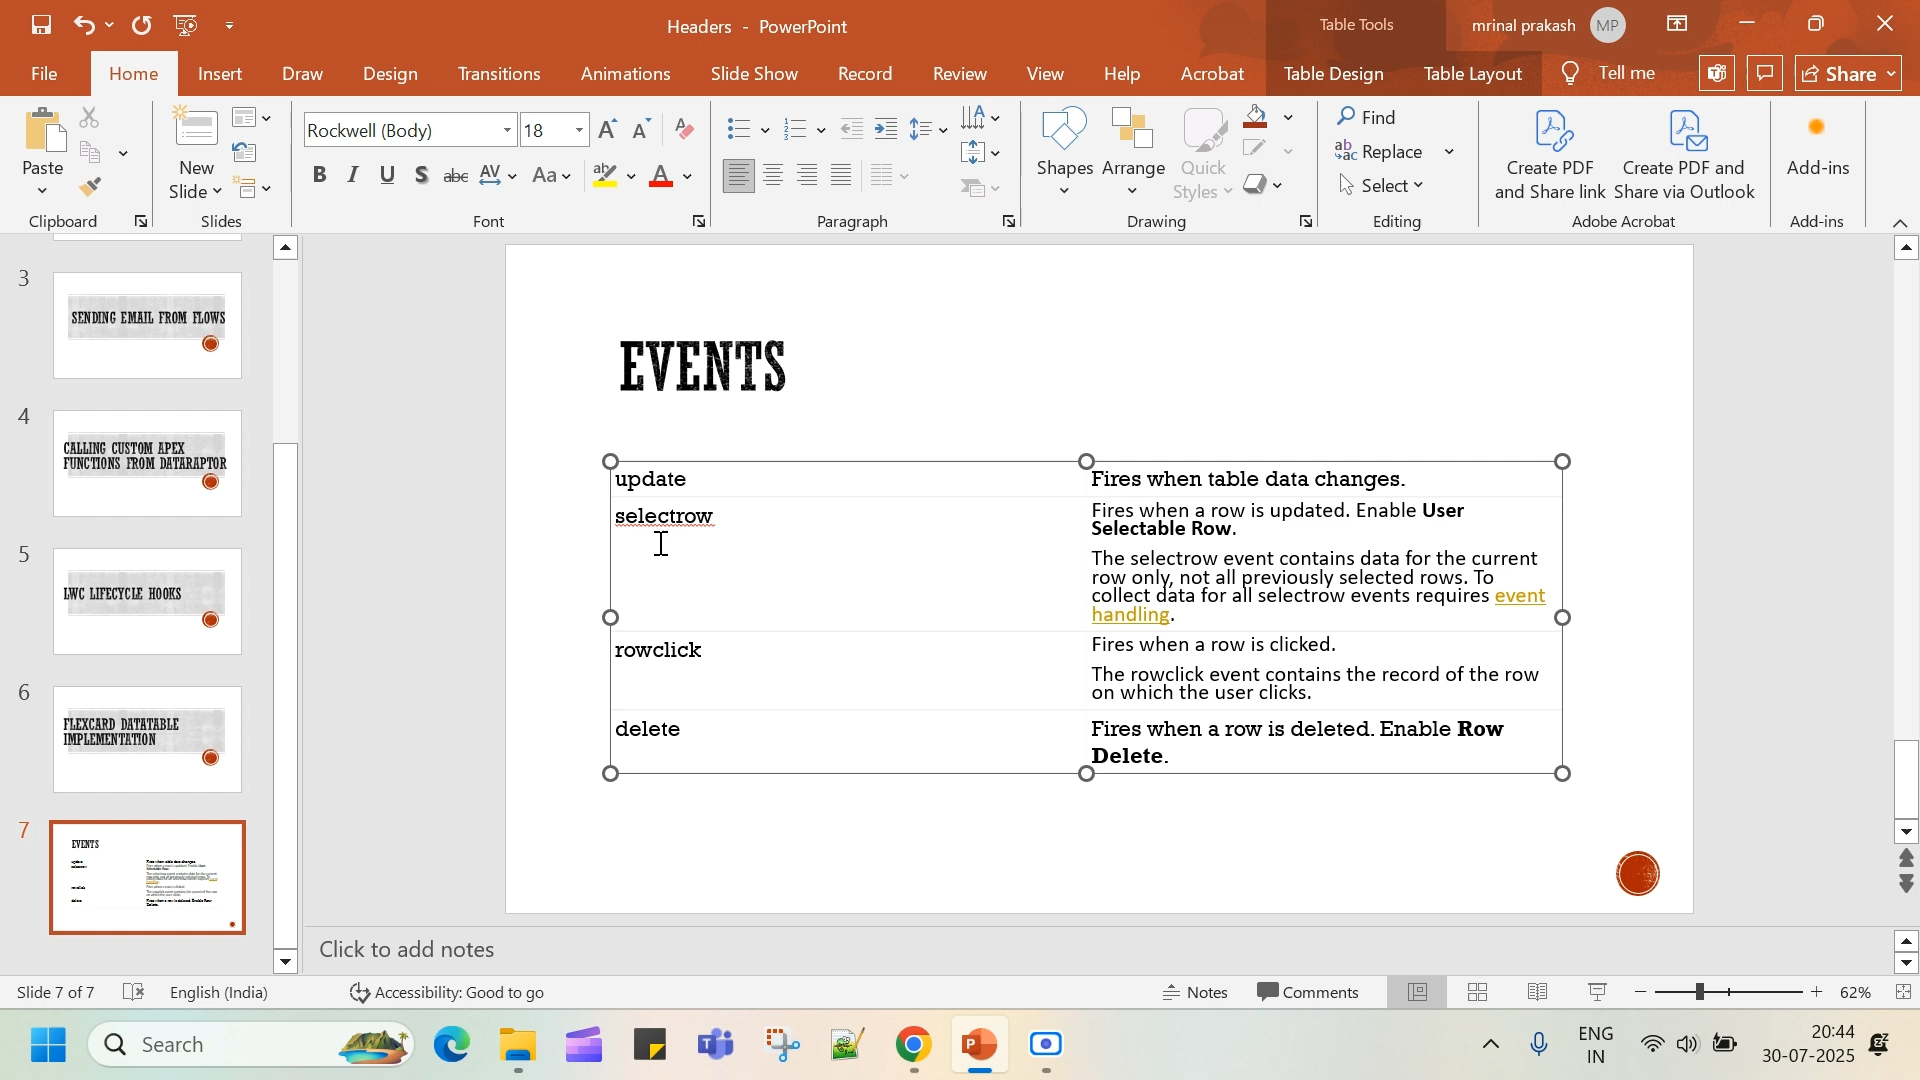 Headers - PowerPoint
Table Tools
mrinal prakash
MP
File
Home
Insert
Draw
Design
Transitions
Animations
Slide Show
Record
Review
View
Help
Acrobat
Table Design
Table Layout
Tell me
Share
Paste
New
Slide
Rockwell (Body)
18
B I U S abc AV Aa
Shapes
Arrange
Quick
Styles
Find
Replace
Select
Create PDF
and Share link
Create PDF and
Share via Outlook
Add-ins
Clipboard
Slides
Font
Paragraph
Drawing
Editing
Adobe Acrobat
Add-ins
3
SENDING EMAIL FROM FLOWS
4
CALLING CUSTOM APEX
FUNCTIONS FROM DATARAPTOR
5
LWC LIFECYCLE HOOKS
6
FLEXCARD DATATABLE
IMPLEMENTATION
7
EVENTS
EVENTS
update
Fires when table data changes.
selectrow
Fires when a row is updated. Enable User
Selectable Row.
The selectrow event contains data for the current
row only, not all previously selected rows. To
collect data for all selectrow events requires event
handling.
rowclick
Fires when a row is clicked.
The rowclick event contains the record of the row
on which the user clicks.
delete
Fires when a row is deleted. Enable Row
Delete.
Click to add notes
Slide 7 of 7
English (India)
Accessibility: Good to go
Notes
Comments
62%
Search
ENG
IN
20:44
30-07-2025